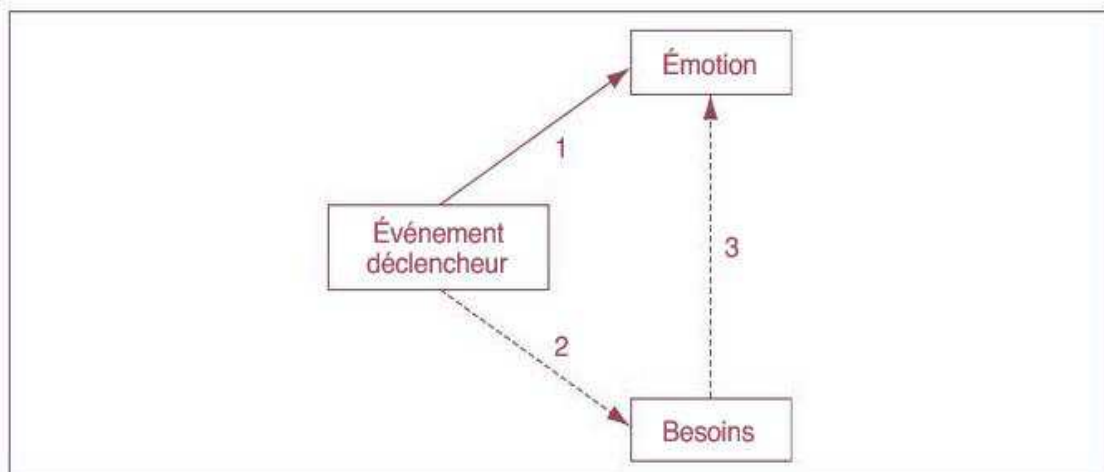 Émotion
1
Événement
déclencheur
3
2
Besoins